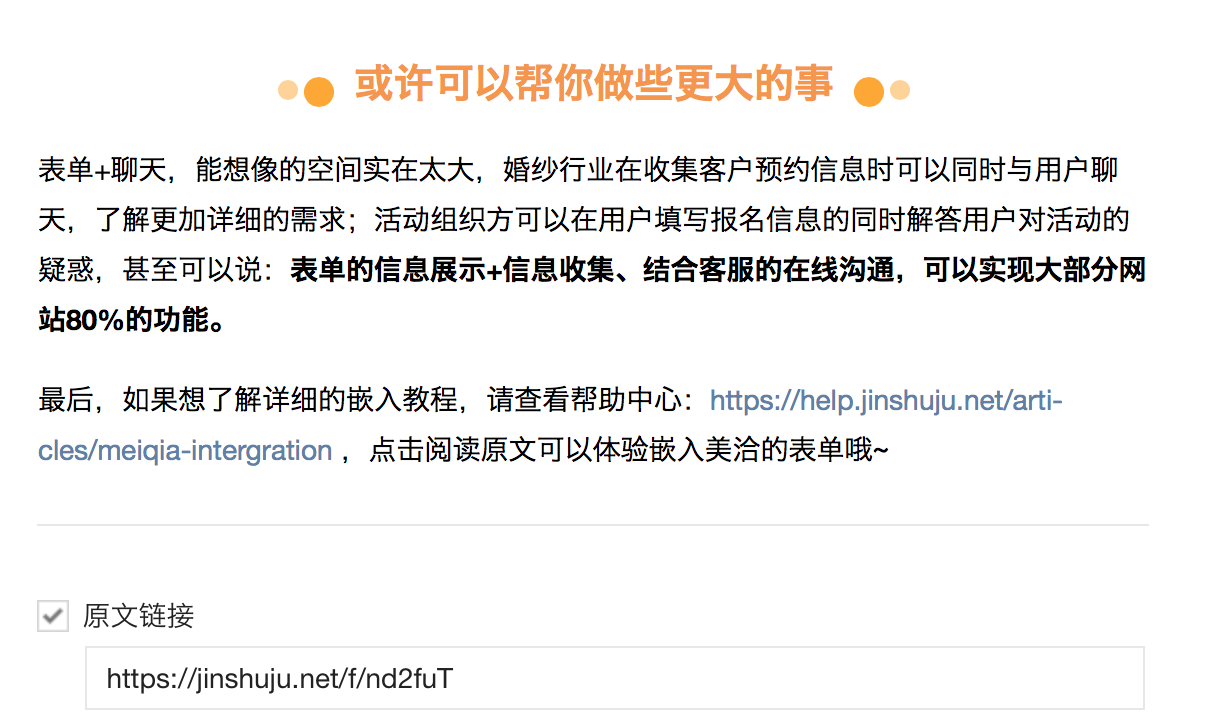 或许可以帮你做些更大的事
表单+聊天，能想像的空间实在太大，婚纱行业在收集客户预约信息时可以同时与用户聊
天，了解更加详细的需求；活动组织方可以在用户填写报名信息的同时解答用户对活动的
疑惑，甚至可以说：表单的信息展示+信息收集、结合客服的在线沟通，可以实现大部分网
站80%的功能。
最后，如果想了解详细的嵌入教程，请查看帮助中心：https://help.jinshuju.net/arti-
cles/meiqia-intergration ，点击阅读原文可以体验嵌入美洽的表单哦~
原文链接
https://jinshuju.net/f/nd2fuT